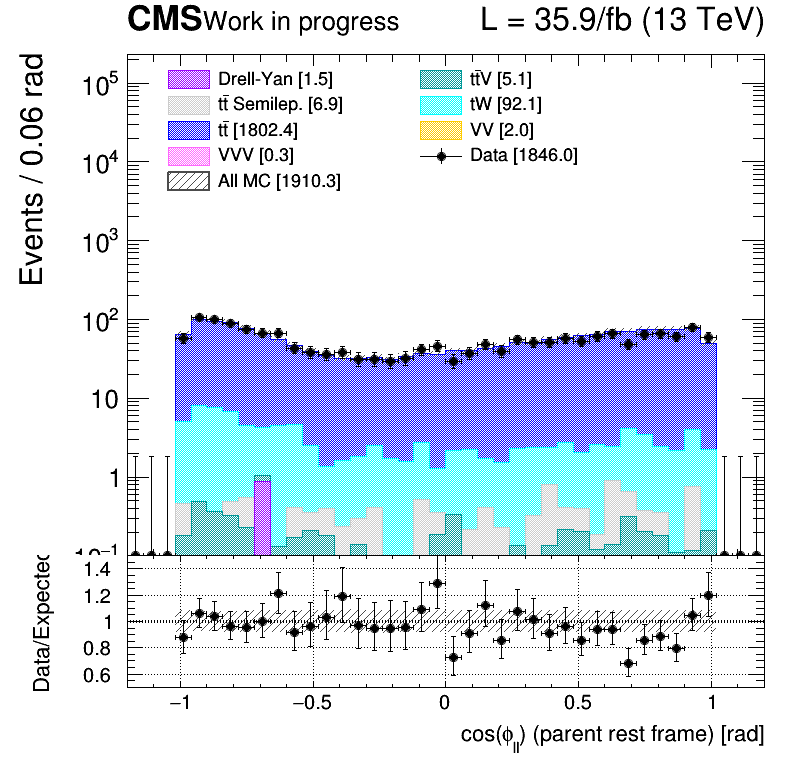 CMS Work in progress L = 35.9/fb (13 TeV)
Events / 0.06 rad
Drell-Yan [1.5]
tt̄ Semilep. [6.9]
tt̄ [1802.4]
VVV [0.3]
All MC [1910.3]
tt̄V [5.1]
tW [92.1]
VV [2.0]
Data [1846.0]
10⁵
10⁴
10³
10²
10
1
10⁻¹
Data/Expected
1.4
1.2
1
0.8
0.6
−1 −0.5 0 0.5 1
cos(ϕ_ll) (parent rest frame) [rad]